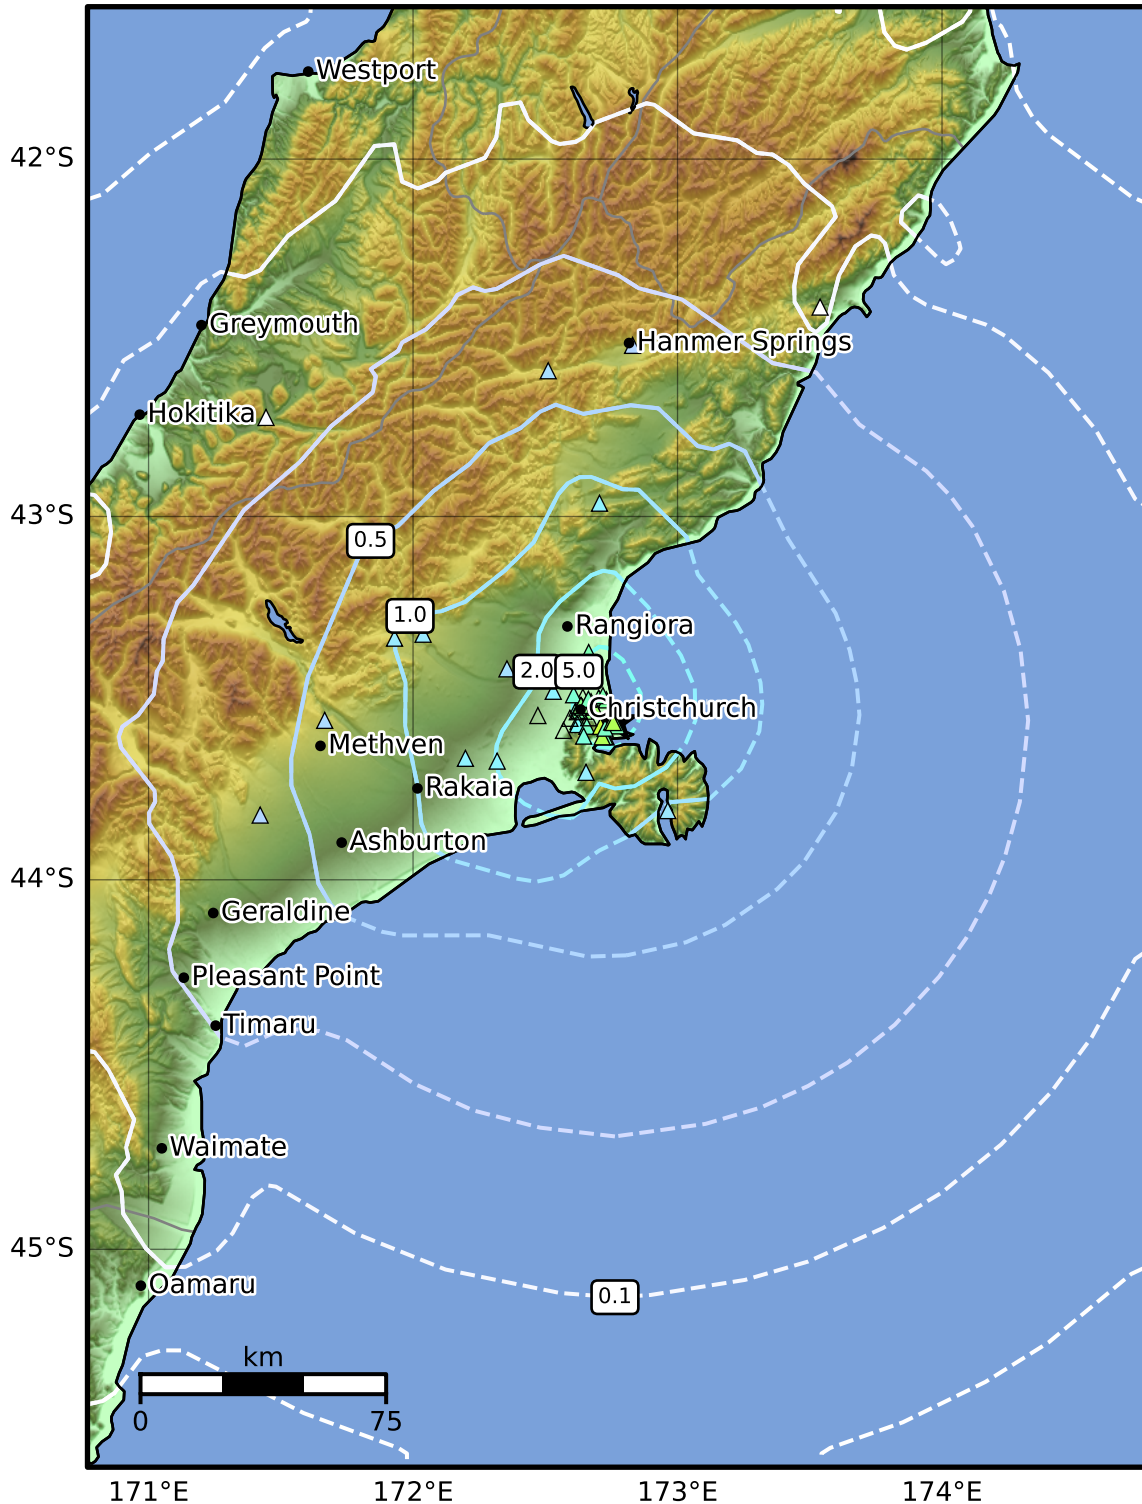 Westport
42°S
Greymouth
Hanmer Springs
Hokitika
43°S
0.5
1.0
Rangiora
2.0
5.0
Christchurch
Methven
Rakaia
Ashburton
44°S
Geraldine
Pleasant Point
Timaru
Waimate
45°S
Oamaru
0.1
km
0
75
171°E
172°E
173°E
174°E